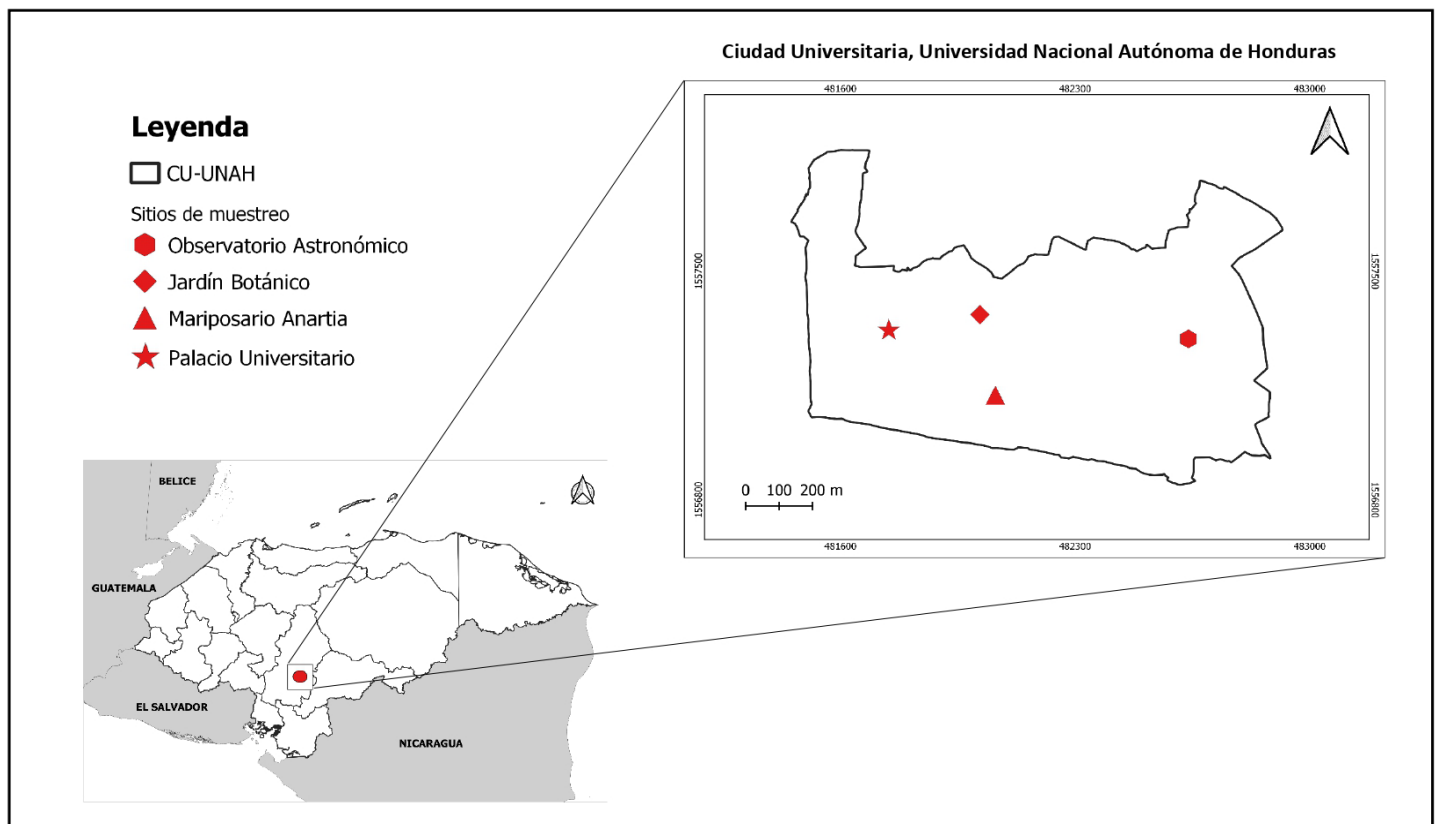 Ciudad Universitaria, Universidad Nacional Autónoma de Honduras
481600 482300 483000
Leyenda
CU-UNAH
Sitios de muestreo
Observatorio Astronómico
Jardín Botánico
Mariposario Anartia
Palacio Universitario
1557500 1557500
0 100 200 m
1556800 1556800
481600 482300 483000
BELICE
GUATEMALA
EL SALVADOR
NICARAGUA